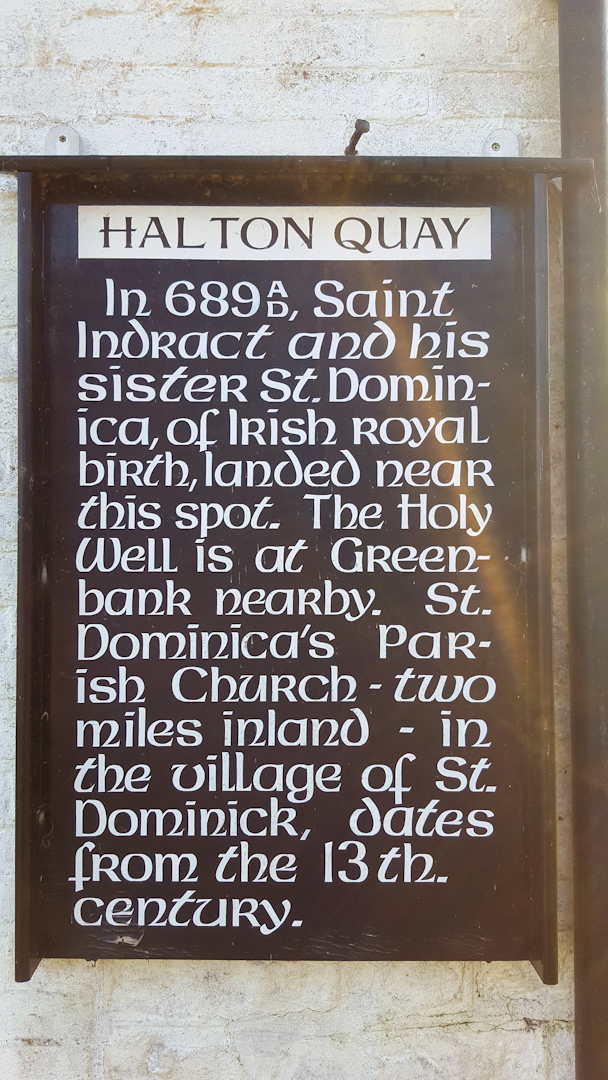 HALTON QUAY
In 689 AD, Saint
Indract and his
sister St. Domin-
ica, of Irish royal
birth, landed near
this spot. The Holy
Well is at Green-
bank nearby. St.
Dominica's Par-
ish Church - two
miles inland - in
the village of St.
Dominick, dates
from the 13th.
century.